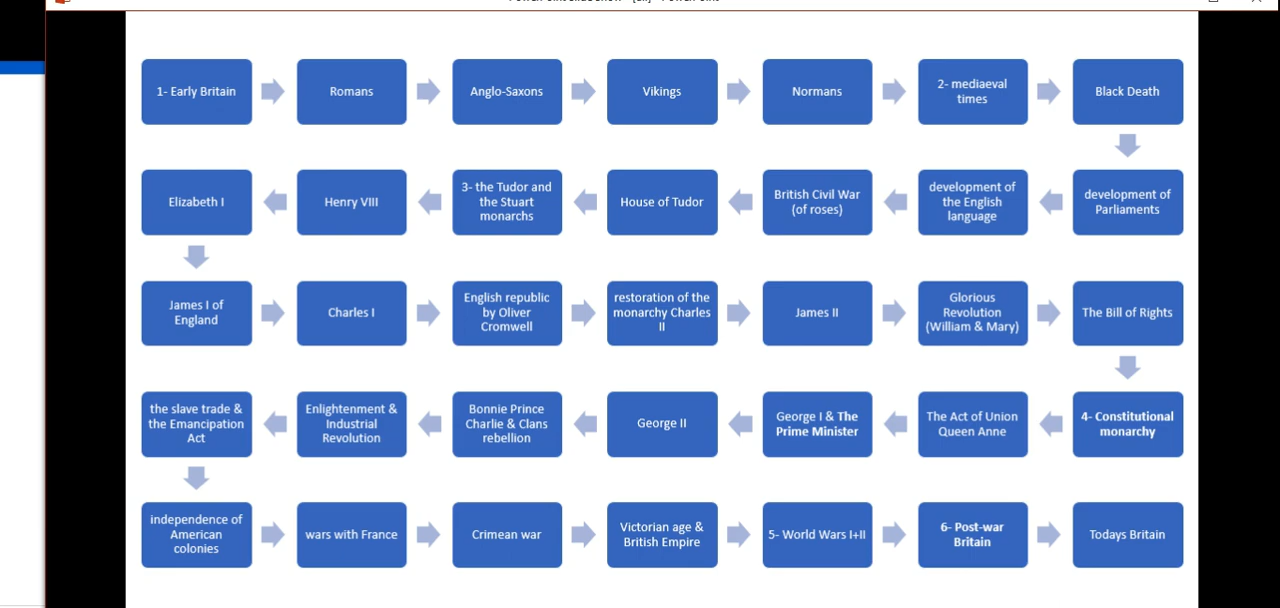 1- Early Britain
Romans
Anglo-Saxons
Vikings
Normans
2- mediaeval
times
Black Death
development of
Parliaments
development of
the English
language
British Civil War
(of roses)
House of Tudor
3- the Tudor and
the Stuart
monarchs
Henry VIII
Elizabeth I
James I of
England
Charles I
English republic
by Oliver
Cromwell
restoration of the
monarchy Charles
II
James II
Glorious
Revolution
(William & Mary)
The Bill of Rights
4- Constitutional
monarchy
The Act of Union
Queen Anne
George I & The
Prime Minister
George II
Bonnie Prince
Charlie & Clans
rebellion
Enlightenment &
Industrial
Revolution
the slave trade &
the Emancipation
Act
independence of
American
colonies
wars with France
Crimean war
Victorian age &
British Empire
5- World Wars I+II
6- Post-war
Britain
Todays Britain